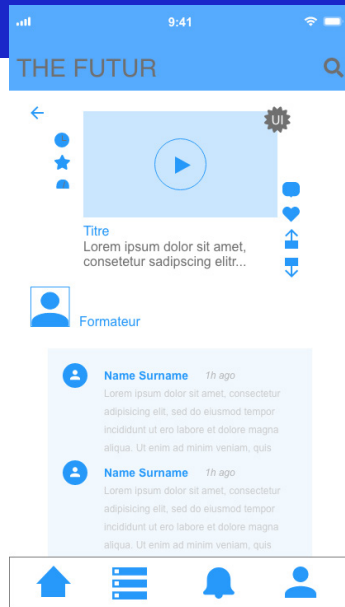 9:41
THE FUTUR
UI
Titre
Lorem ipsum dolor sit amet,
consetetur sadipscing elitr...
Formateur
Name Surname 1h ago
Lorem ipsum dolor sit amet, consectetur
adipisicing elit, sed do eiusmod tempor
incididunt ut ero labore et dolore magna
aliqua. Ut enim ad minim veniam, quis
Name Surname 1h ago
Lorem ipsum dolor sit amet, consectetur
adipisicing elit, sed do eiusmod tempor
incididunt ut ero labore et dolore magna
aliqua. Ut enim ad minim veniam, quis